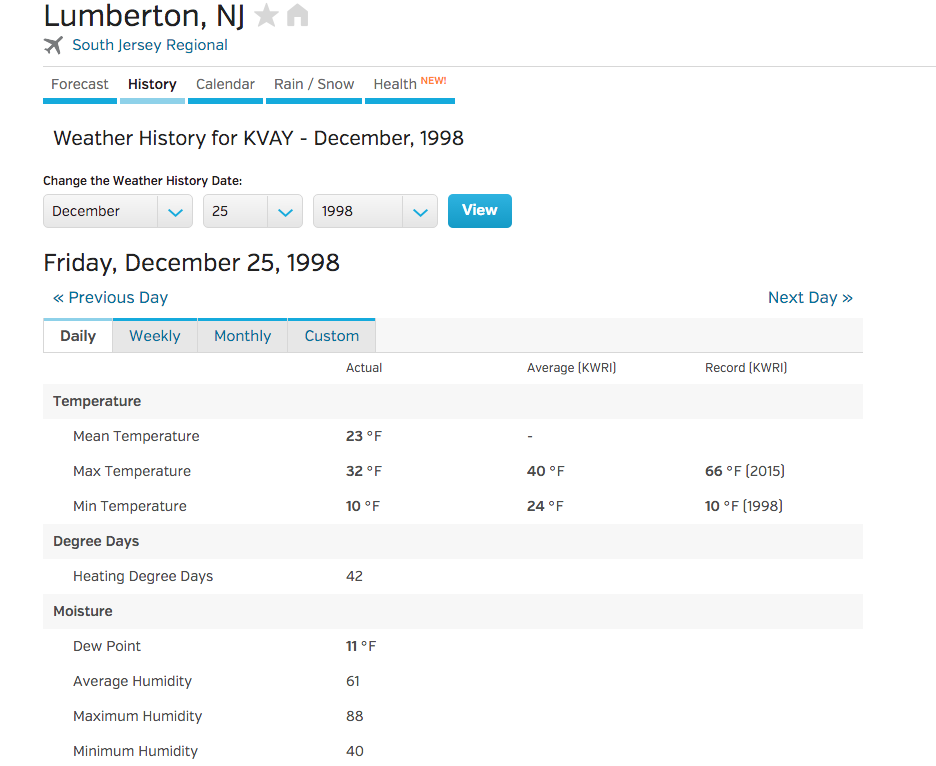 Lumberton, NJ
South Jersey Regional
Forecast History Calendar Rain / Snow Health NEW!
Weather History for KVAY - December, 1998
Change the Weather History Date:
December 25 1998 View
Friday, December 25, 1998
« Previous Day Next Day »
Daily Weekly Monthly Custom
Actual Average (KWRI) Record (KWRI)
Temperature
Mean Temperature 23 °F -
Max Temperature 32 °F 40 °F 66 °F (2015)
Min Temperature 10 °F 24 °F 10 °F (1998)
Degree Days
Heating Degree Days 42
Moisture
Dew Point 11 °F
Average Humidity 61
Maximum Humidity 88
Minimum Humidity 40